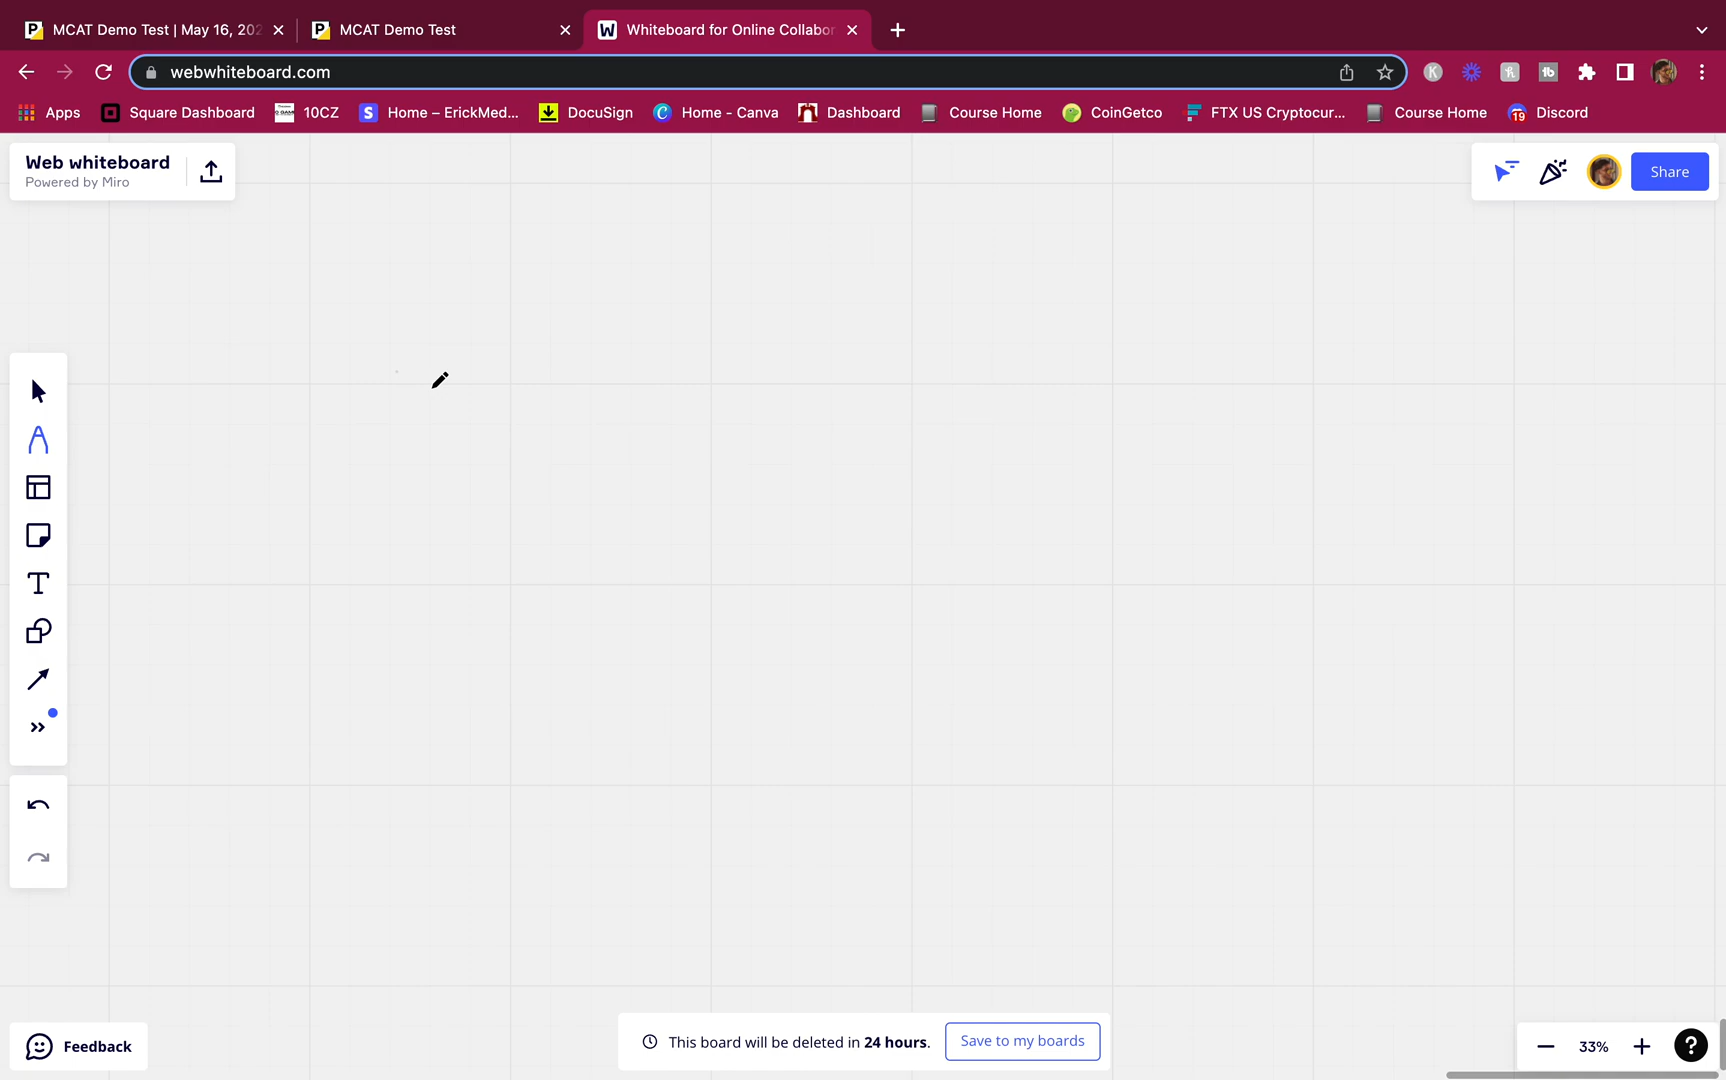 MCAT Demo Test | May 16, 202
MCAT Demo Test
Whiteboard for Online Collabor
webwhiteboard.com
Apps
Square Dashboard
10CZ
Home – ErickMed...
DocuSign
Home - Canva
Dashboard
Course Home
CoinGetco
FTX US Cryptocur...
Course Home
19
Discord
Web whiteboard
Powered by Miro
Share
Feedback
This board will be deleted in 24 hours.
Save to my boards
33%